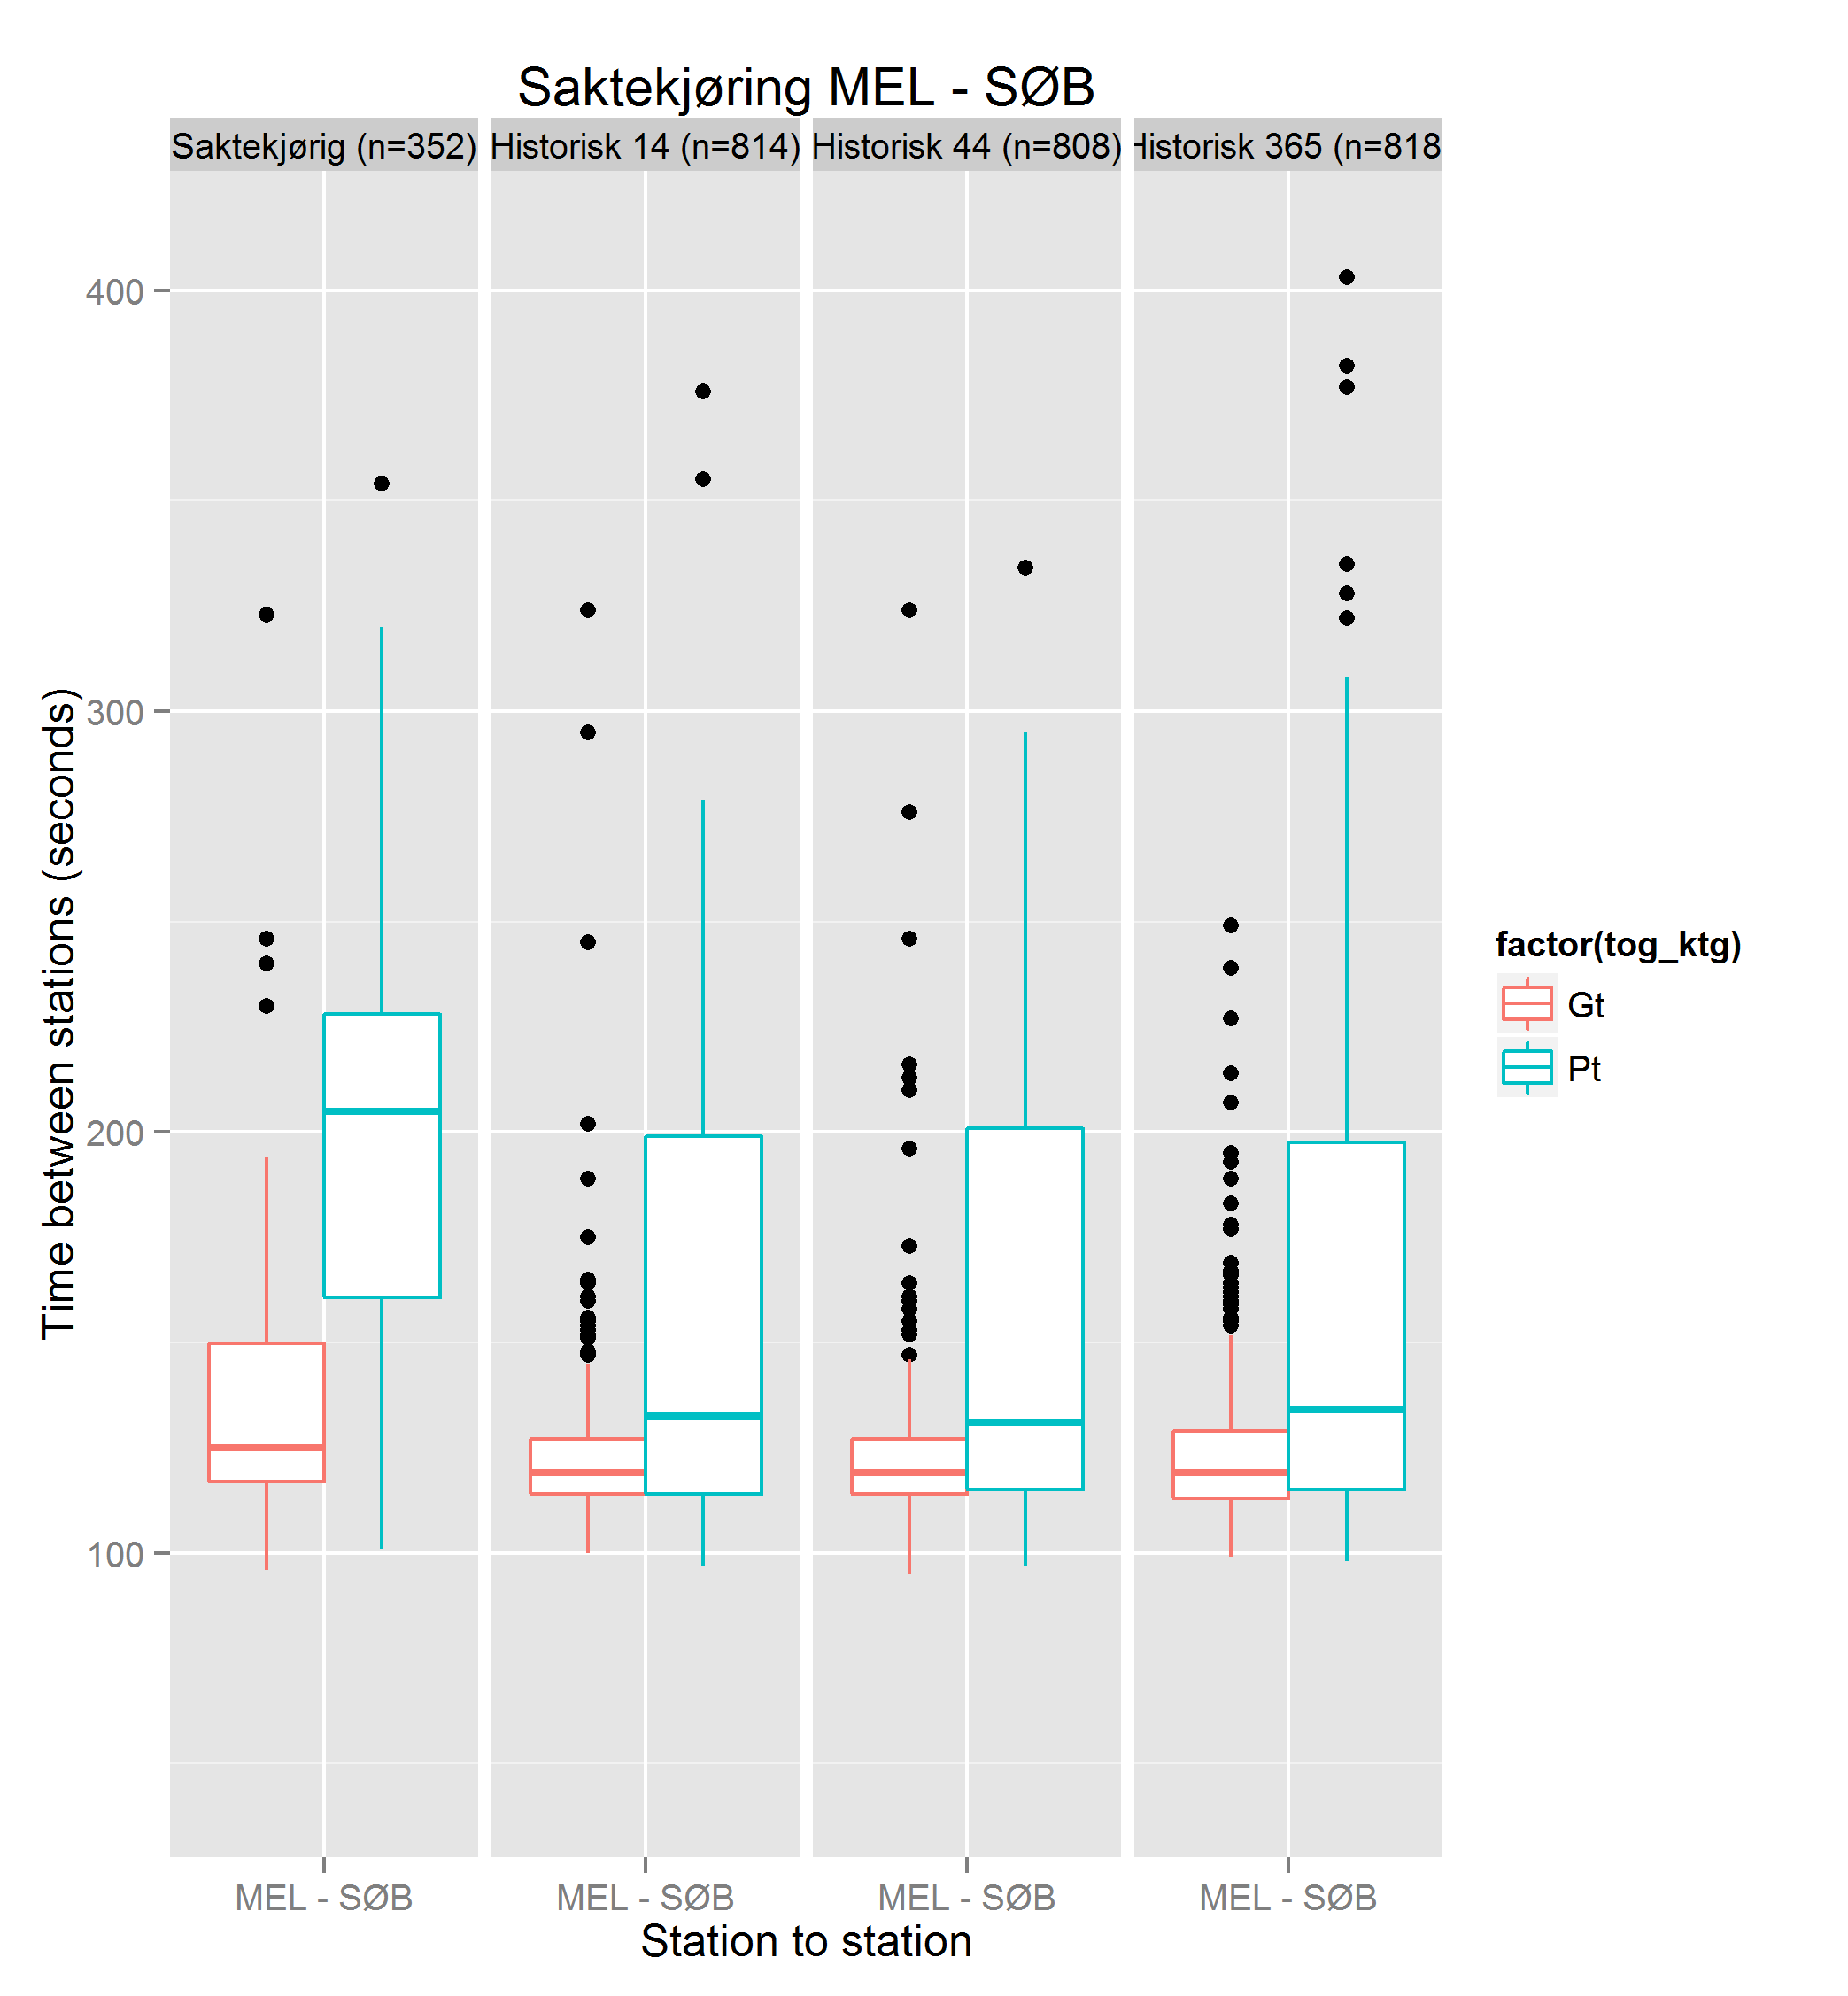 Saktekjøring MEL - SØB
Saktekjørig (n=352) Historisk 14 (n=814) Historisk 44 (n=808) Historisk 365 (n=818
400
300
200
100
Time between stations (seconds)
MEL - SØB MEL - SØB MEL - SØB MEL - SØB
Station to station
factor(tog_ktg)
Gt
Pt